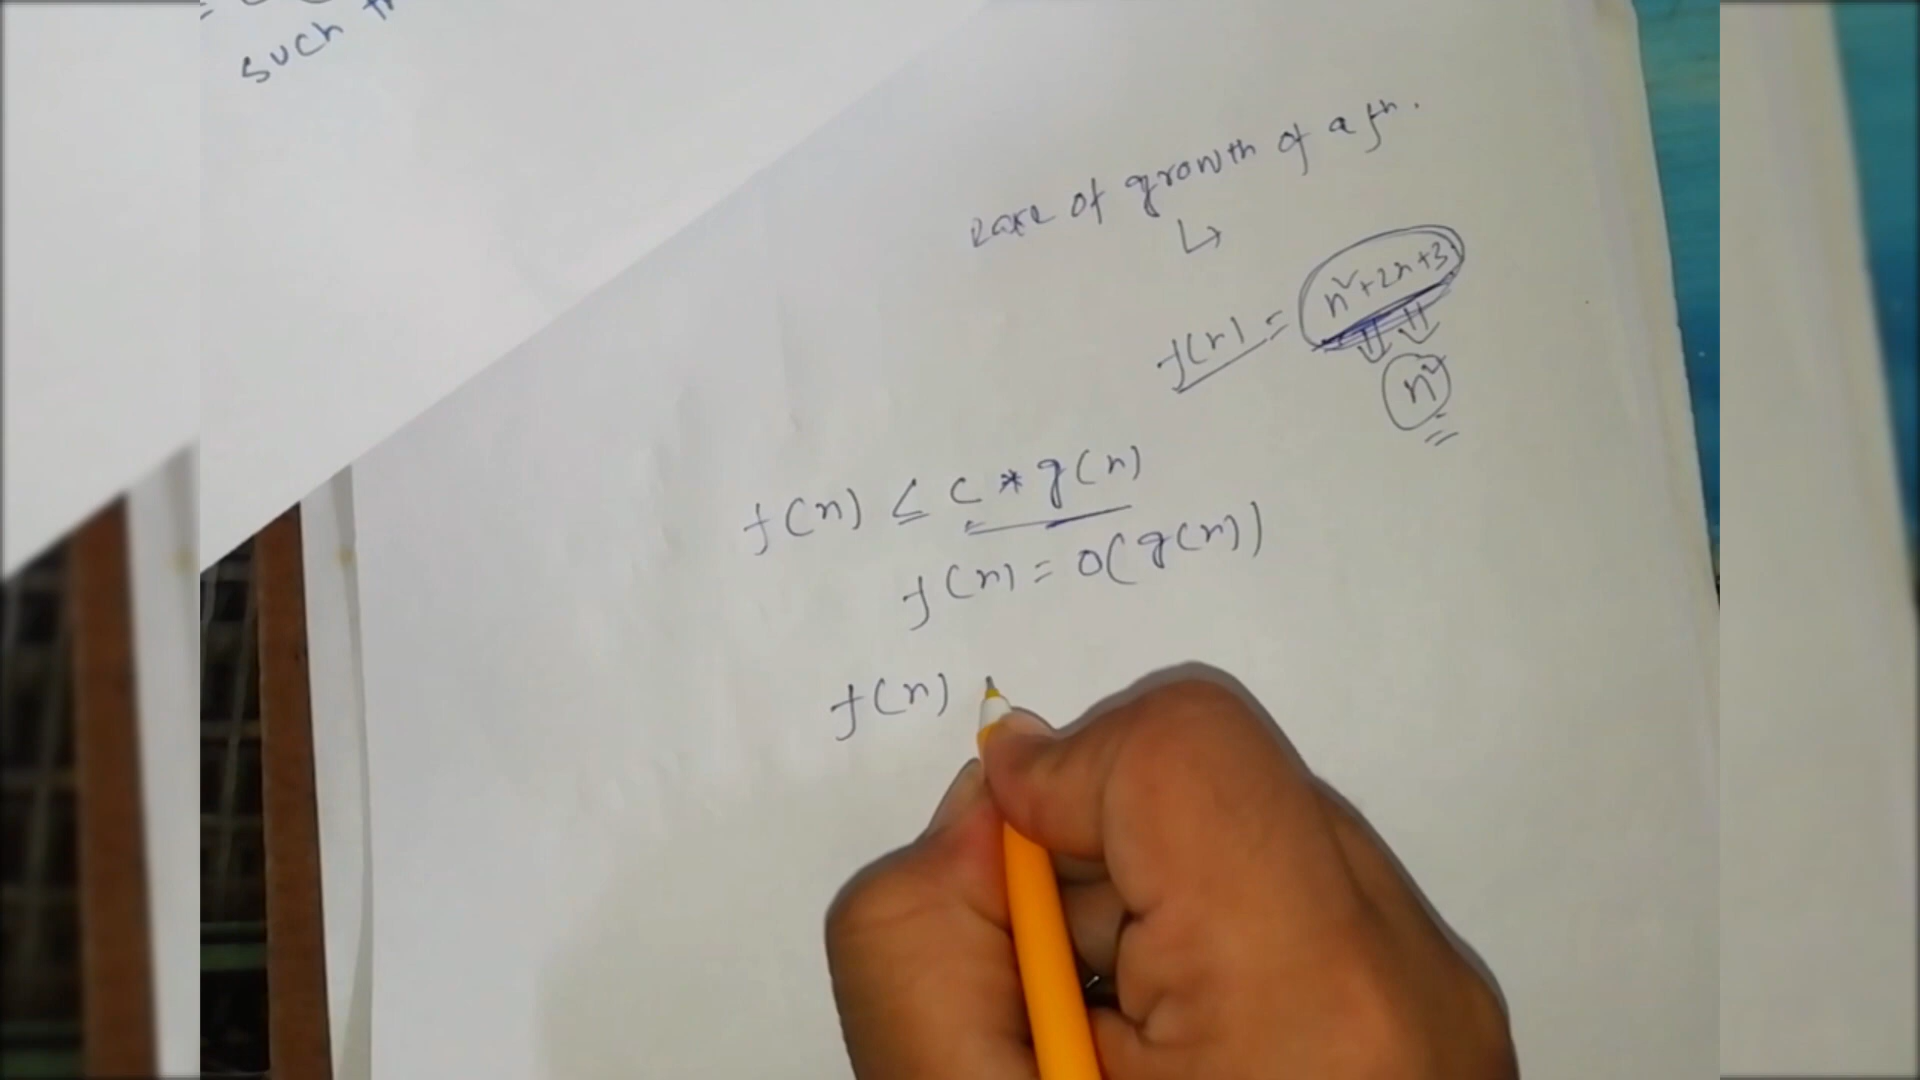 such
Rate of growth of a fn.
↳
f(n) = n²+2n+3
⇓ ⇓
n²
f(n) ≤ c * g(n)
f(n) = O(g(n))
f(n)